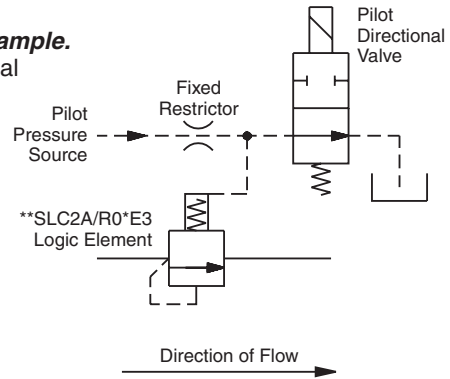 ample.
al
Pilot
Directional
Valve
Fixed
Restrictor
Pilot
Pressure
Source
**SLC2A/R0*E3
Logic Element
Direction of Flow